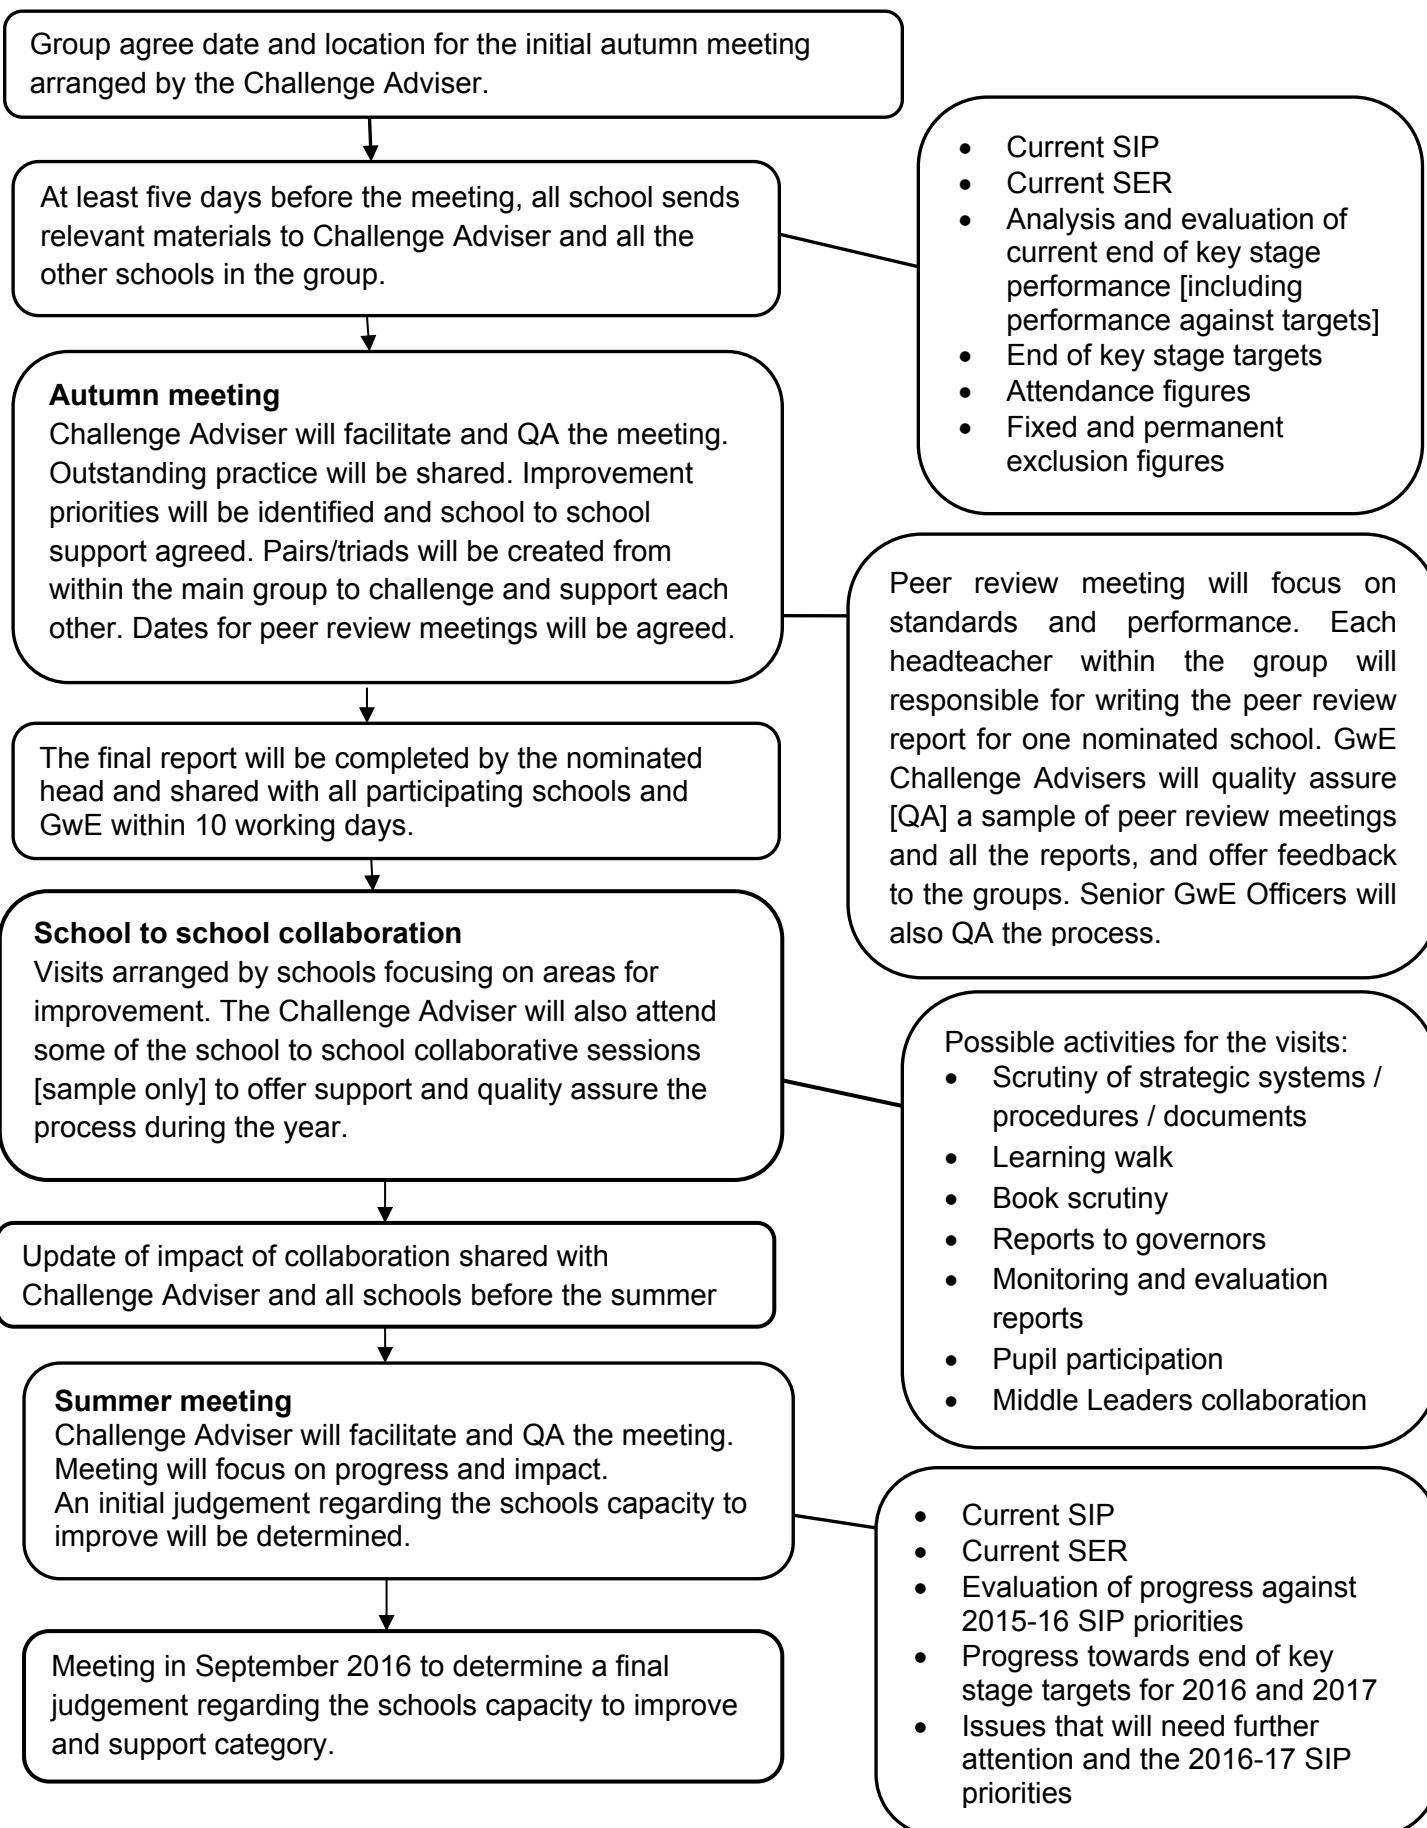 Group agree date and location for the initial autumn meeting
arranged by the Challenge Adviser.
At least five days before the meeting, all school sends
relevant materials to Challenge Adviser and all the
other schools in the group.
• Current SIP
• Current SER
• Analysis and evaluation of
current end of key stage
performance [including
performance against targets]
• End of key stage targets
• Attendance figures
• Fixed and permanent
exclusion figures
Autumn meeting
Challenge Adviser will facilitate and QA the meeting.
Outstanding practice will be shared. Improvement
priorities will be identified and school to school
support agreed. Pairs/triads will be created from
within the main group to challenge and support each
other. Dates for peer review meetings will be agreed.
Peer review meeting will focus on
standards and performance. Each
headteacher within the group will
responsible for writing the peer review
report for one nominated school. GwE
Challenge Advisers will quality assure
[QA] a sample of peer review meetings
and all the reports, and offer feedback
to the groups. Senior GwE Officers will
also QA the process.
The final report will be completed by the nominated
head and shared with all participating schools and
GwE within 10 working days.
School to school collaboration
Visits arranged by schools focusing on areas for
improvement. The Challenge Adviser will also attend
some of the school to school collaborative sessions
[sample only] to offer support and quality assure the
process during the year.
Possible activities for the visits:
• Scrutiny of strategic systems /
procedures / documents
• Learning walk
• Book scrutiny
• Reports to governors
• Monitoring and evaluation
reports
• Pupil participation
• Middle Leaders collaboration
Update of impact of collaboration shared with
Challenge Adviser and all schools before the summer
Summer meeting
Challenge Adviser will facilitate and QA the meeting.
Meeting will focus on progress and impact.
An initial judgement regarding the schools capacity to
improve will be determined.
• Current SIP
• Current SER
• Evaluation of progress against
2015-16 SIP priorities
• Progress towards end of key
stage targets for 2016 and 2017
• Issues that will need further
attention and the 2016-17 SIP
priorities
Meeting in September 2016 to determine a final
judgement regarding the schools capacity to improve
and support category.